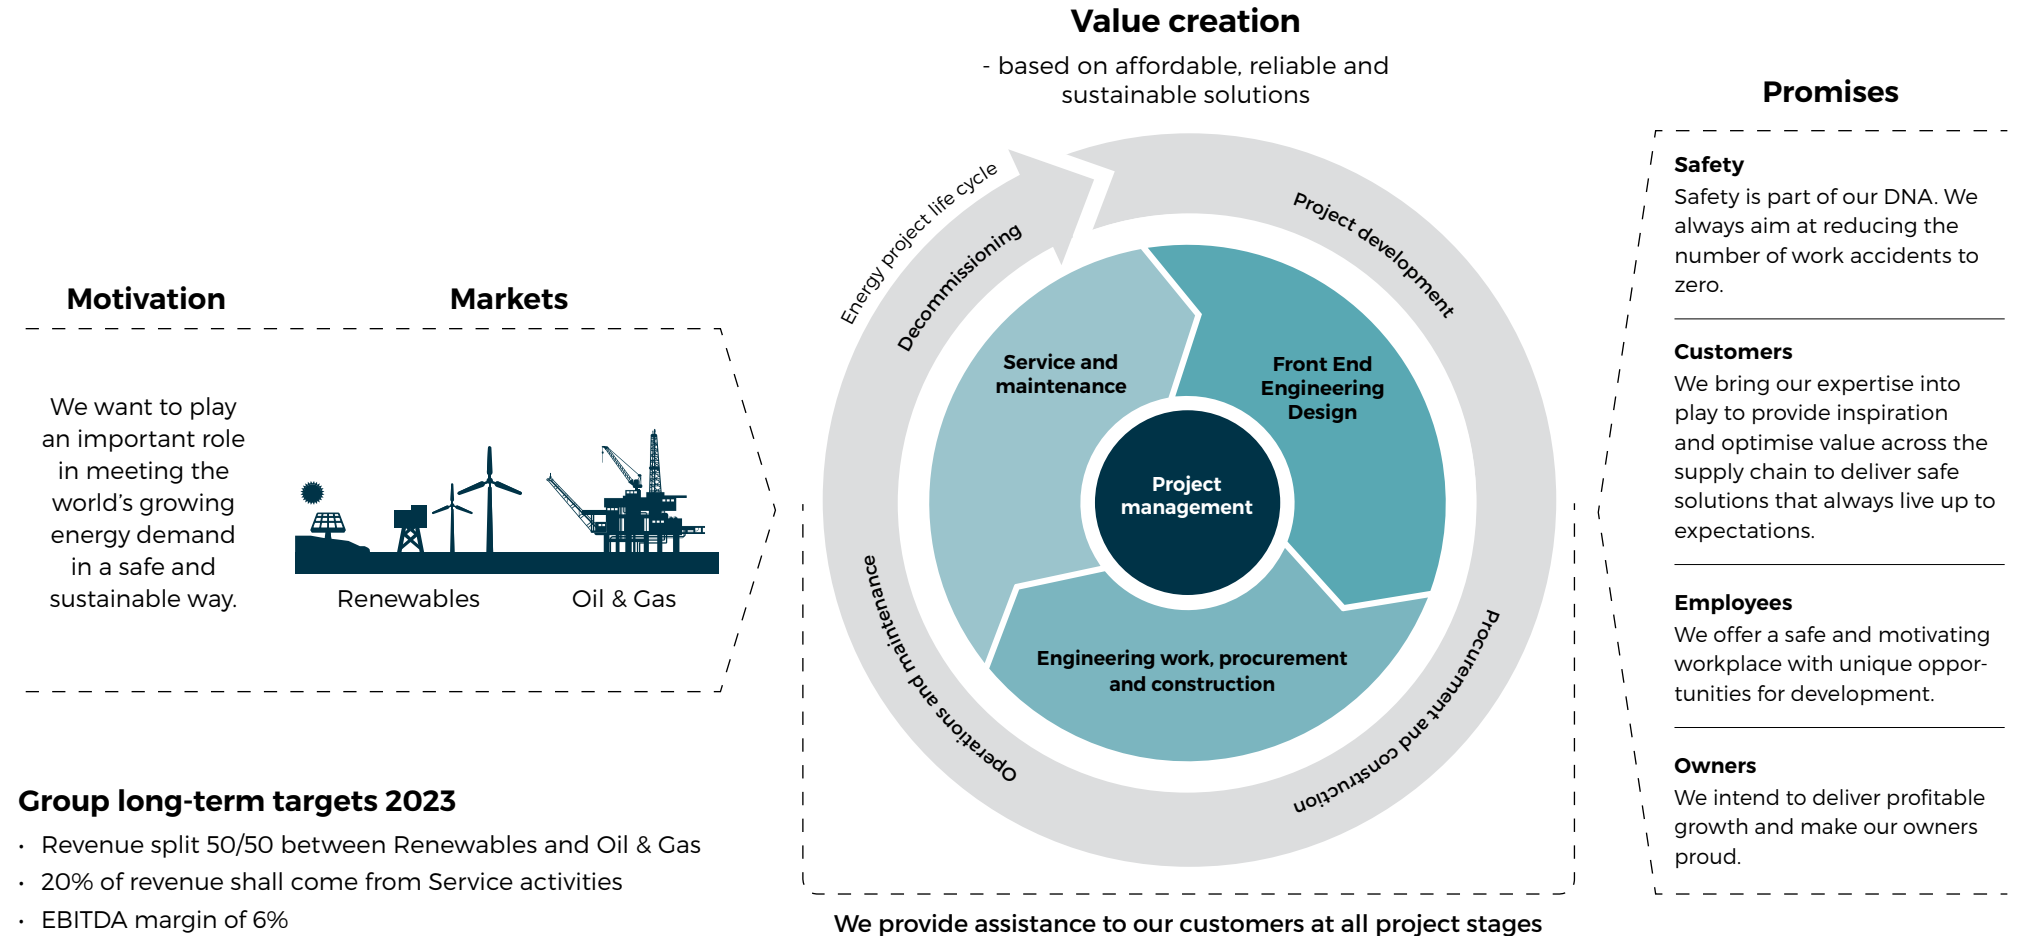 Value creation
- based on affordable, reliable and
sustainable solutions
Motivation
We want to play
an important role
in meeting the
world's growing
energy demand
in a safe and
sustainable way.
Markets
Renewables
Oil & Gas
Energy project life cycle
Project development
Procurement and construction
Operations and maintenance
Decommissioning
Front End
Engineering
Design
Engineering work, procurement
and construction
Service and
maintenance
Project
management
We provide assistance to our customers at all project stages
Promises
Safety
Safety is part of our DNA. We
always aim at reducing the
number of work accidents to
zero.
Customers
We bring our expertise into
play to provide inspiration
and optimise value across the
supply chain to deliver safe
solutions that always live up to
expectations.
Employees
We offer a safe and motivating
workplace with unique oppor-
tunities for development.
Owners
We intend to deliver profitable
growth and make our owners
proud.
Group long-term targets 2023
• Revenue split 50/50 between Renewables and Oil & Gas
• 20% of revenue shall come from Service activities
• EBITDA margin of 6%